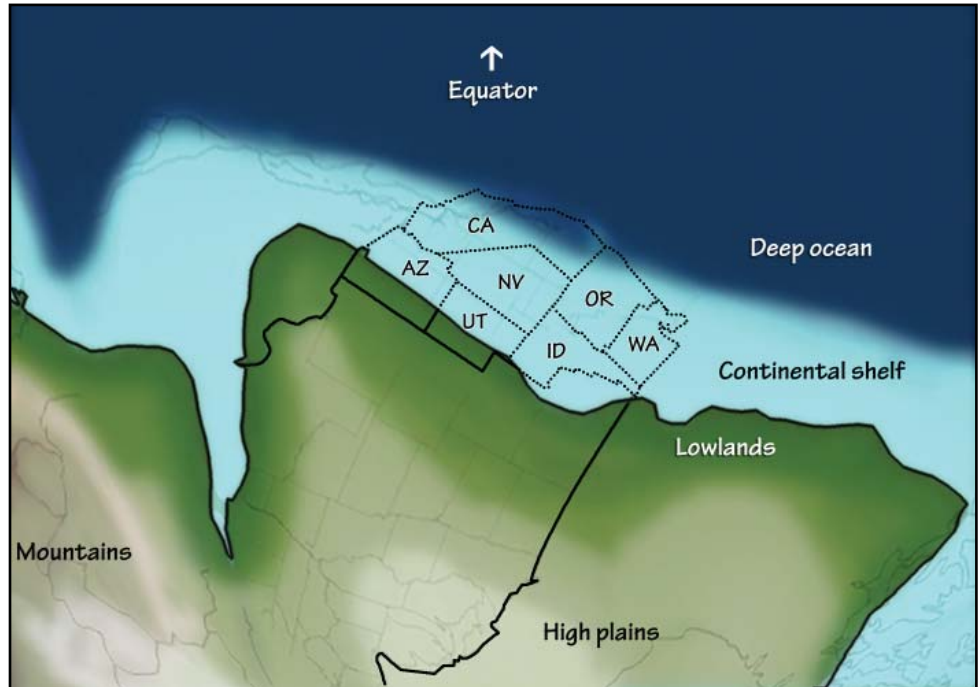 Equator
CA
Deep ocean
AZ
NV
OR
UT
ID
WA
Continental shelf
Lowlands
Mountains
High plains